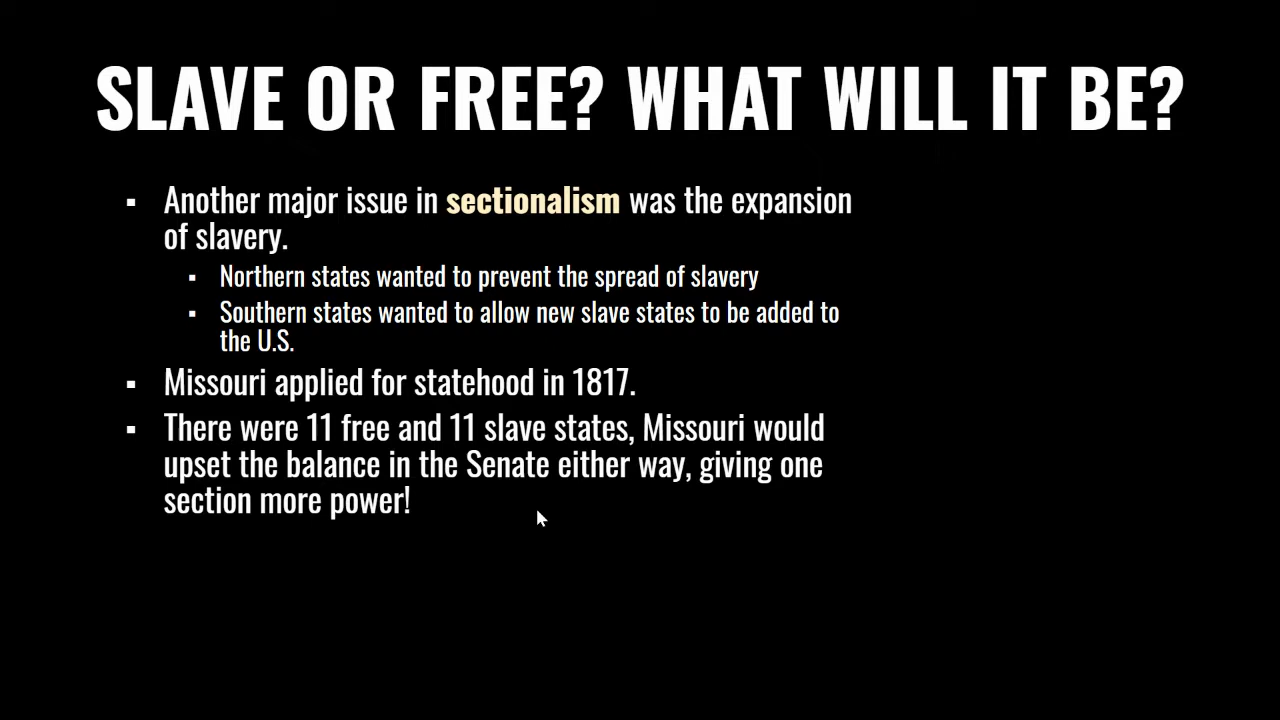 SLAVE OR FREE? WHAT WILL IT BE?
▪ Another major issue in sectionalism was the expansion
of slavery.
▪ Northern states wanted to prevent the spread of slavery
▪ Southern states wanted to allow new slave states to be added to
the U.S.
▪ Missouri applied for statehood in 1817.
▪ There were 11 free and 11 slave states, Missouri would
upset the balance in the Senate either way, giving one
section more power!